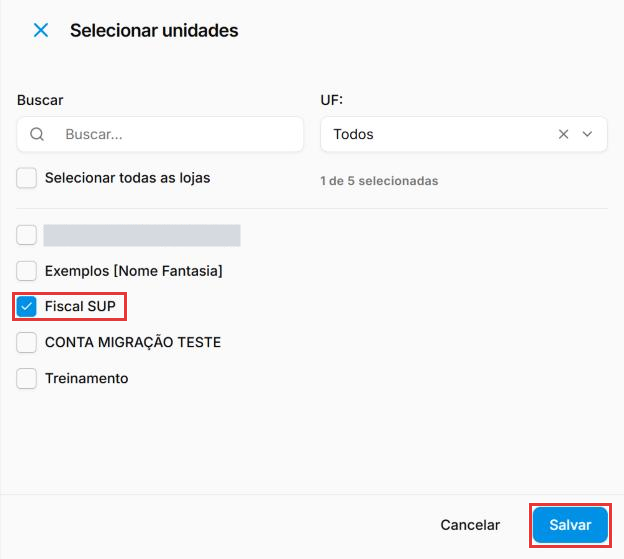 Selecionar unidades
Buscar
UF:
Buscar...
Todos
Selecionar todas as lojas
1 de 5 selecionadas
Exemplos [Nome Fantasia]
Fiscal SUP
CONTA MIGRAÇÃO TESTE
Treinamento
Cancelar
Salvar